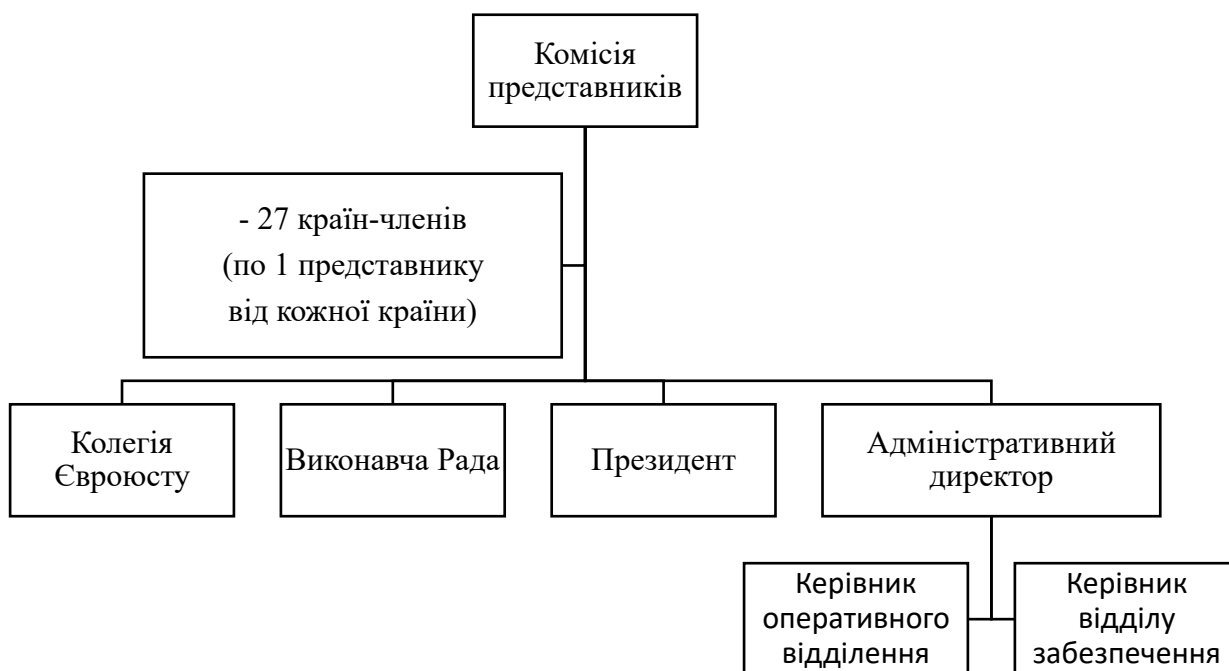 Комісія
представників
- 27 країн-членів
(по 1 представнику
від кожної країни)
Колегія
Євроюсту
Виконавча Рада
Президент
Адміністративний
директор
Керівник
оперативного
відділення
Керівник
відділу
забезпечення